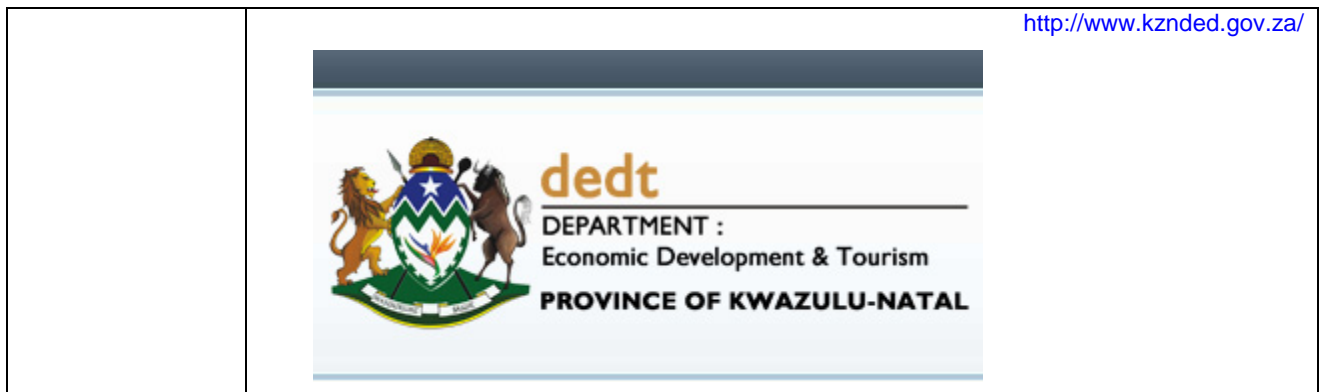 http://www.kznded.gov.za/
dedt
DEPARTMENT :
Economic Development & Tourism
PROVINCE OF KWAZULU-NATAL